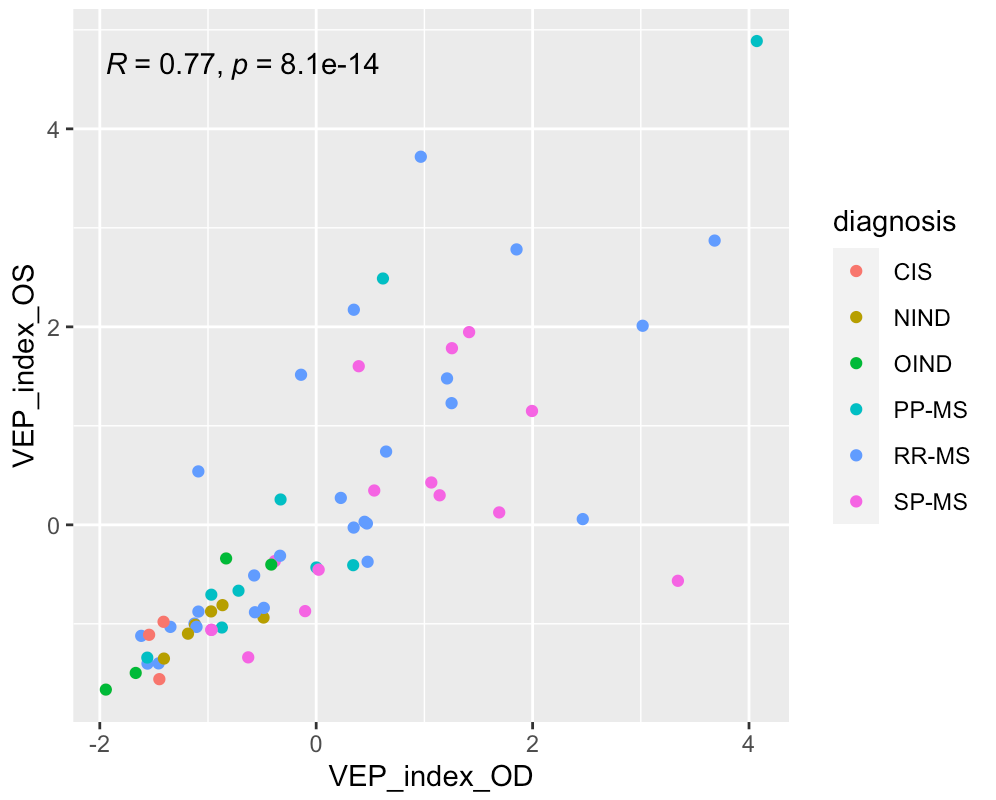 R = 0.77, p = 8.1e-14
4
2
0
-2
0
2
4
VEP_index_OS
VEP_index_OD
diagnosis
CIS
NIND
OIND
PP-MS
RR-MS
SP-MS